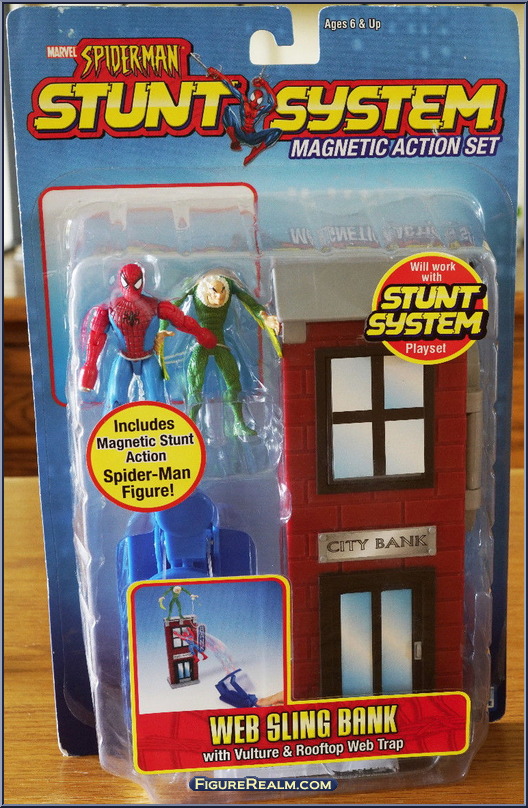 Ages 6 & Up
MARVEL SPIDER-MAN
STUNT SYSTEM
MAGNETIC ACTION SET
Will work
with
STUNT
SYSTEM
Playset
Includes
Magnetic Stunt
Action
Spider-Man
Figure!
CITY BANK
WEB SLING BANK
with Vulture & Rooftop Web Trap
FIGUREREALM.COM